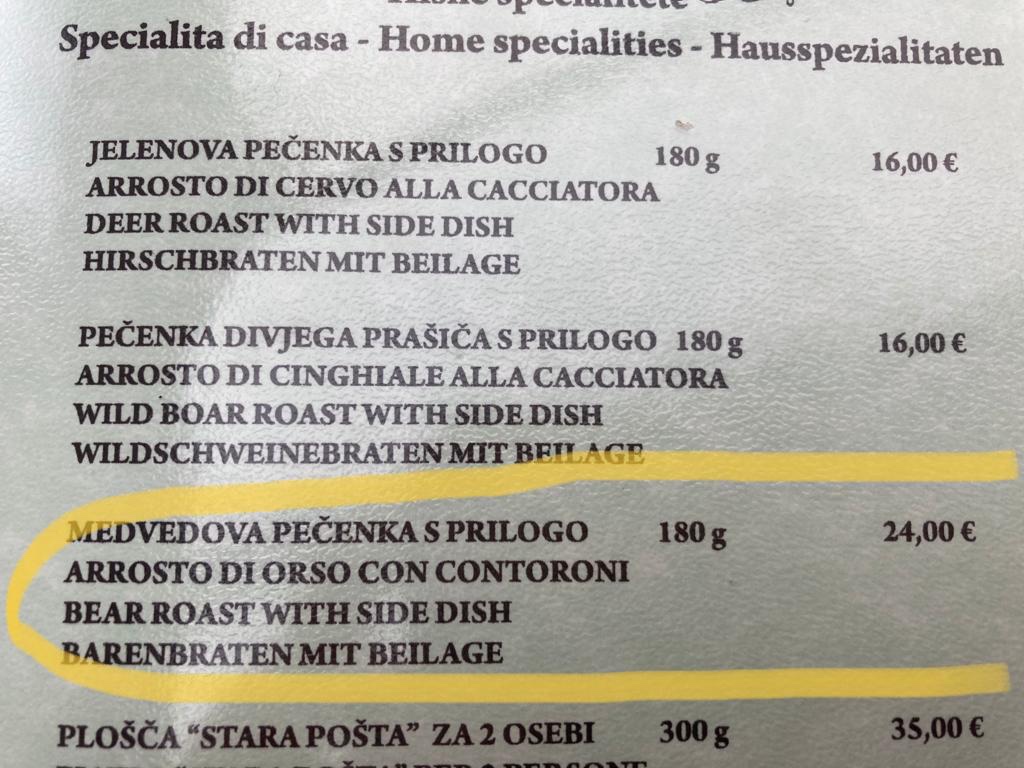 Hišne specialitete
Specialita di casa - Home specialities - Hausspezialitaten
JELENOVA PEČENKA S PRILOGO 180 g 16,00 €
ARROSTO DI CERVO ALLA CACCIATORA
DEER ROAST WITH SIDE DISH
HIRSCHBRATEN MIT BEILAGE
PEČENKA DIVJEGA PRAŠIČA S PRILOGO 180 g 16,00 €
ARROSTO DI CINGHIALE ALLA CACCIATORA
WILD BOAR ROAST WITH SIDE DISH
WILDSCHWEINEBRATEN MIT BEILAGE
MEDVEDOVA PEČENKA S PRILOGO 180 g 24,00 €
ARROSTO DI ORSO CON CONTORONI
BEAR ROAST WITH SIDE DISH
BARENBRATEN MIT BEILAGE
PLOŠČA “STARA POŠTA” ZA 2 OSEBI 300 g 35,00 €